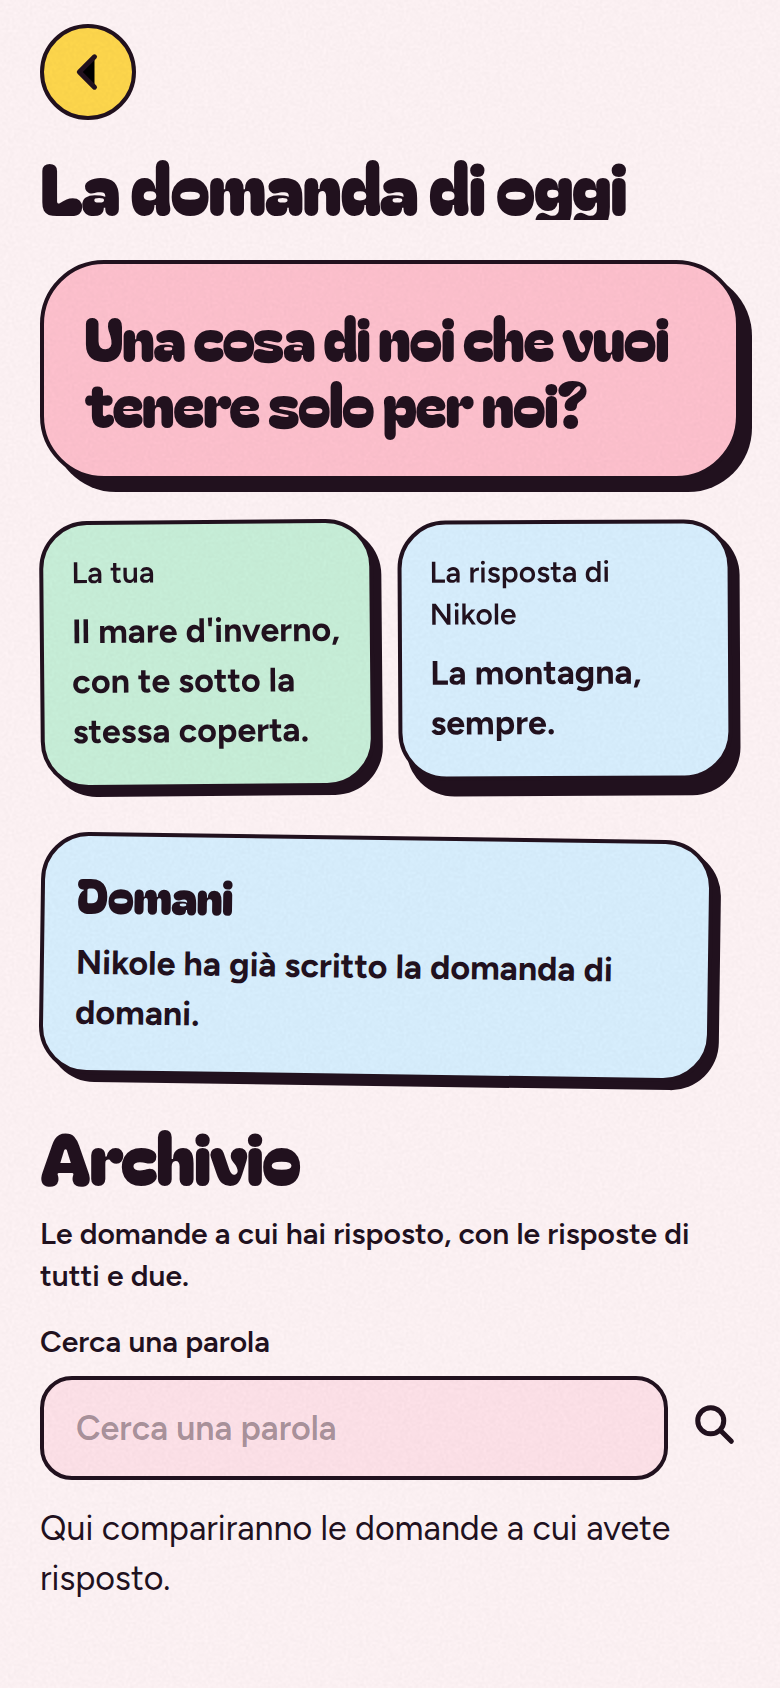 La domanda di oggi
Una cosa di noi che vuoi
tenere solo per noi?
La tua
Il mare d'inverno,
con te sotto la
stessa coperta.
La risposta di
Nikole
La montagna,
sempre.
Domani
Nikole ha già scritto la domanda di
domani.
Archivio
Le domande a cui hai risposto, con le risposte di
tutti e due.
Cerca una parola
Cerca una parola
Qui compariranno le domande a cui avete
risposto.